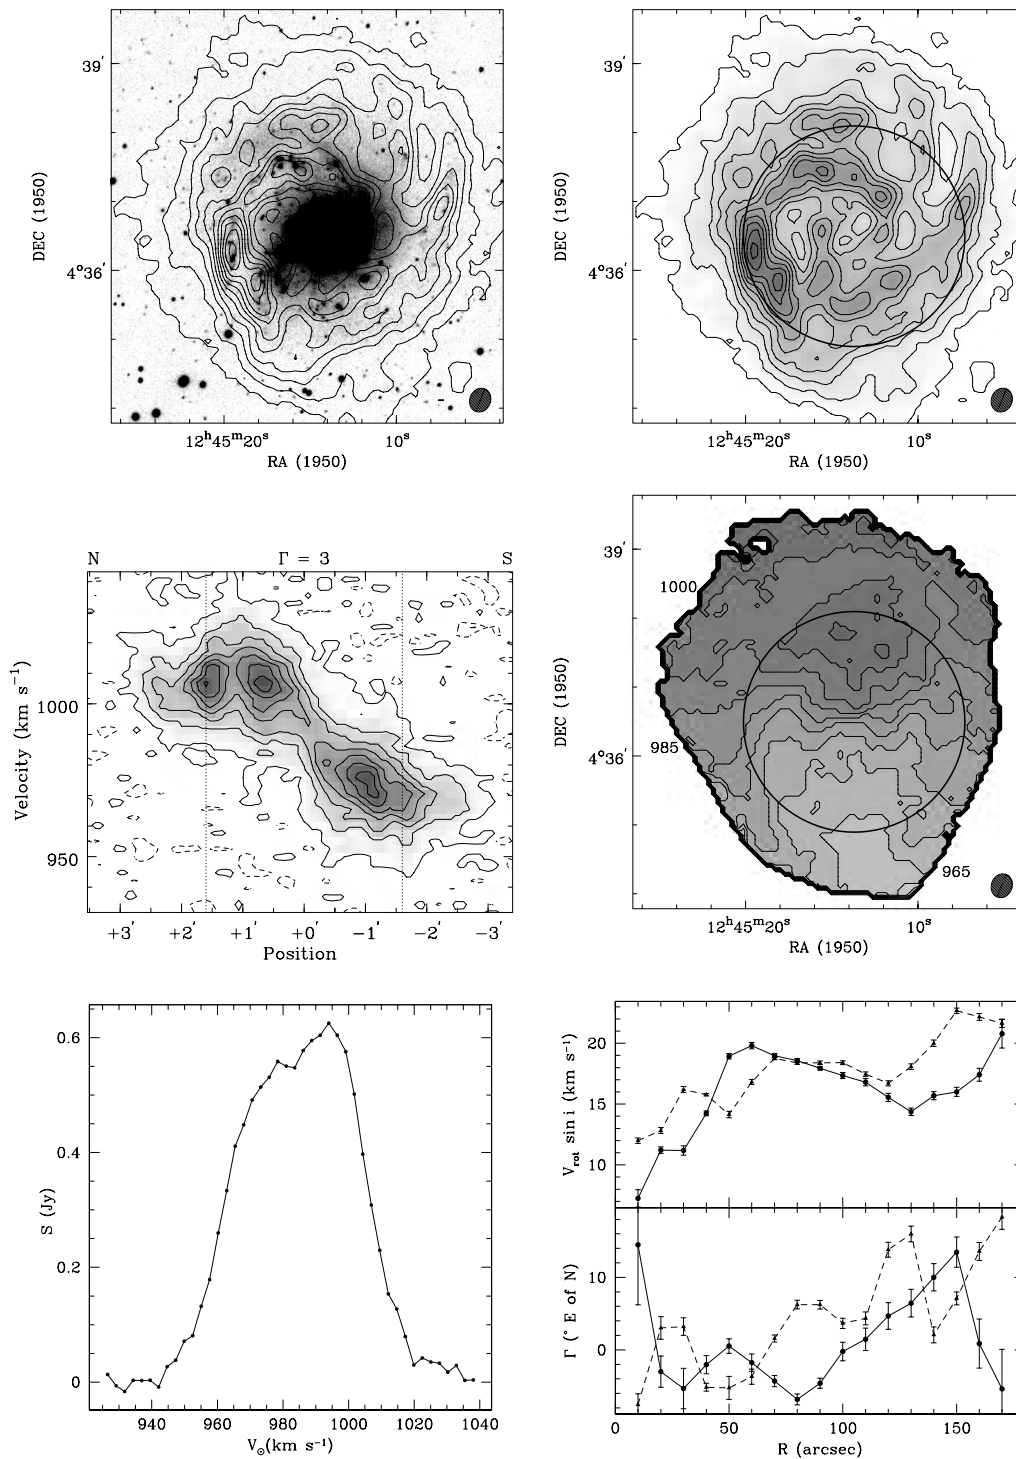 39′
39′
DEC (1950)
DEC (1950)
4°36′
4°36′
12ʰ45ᵐ20ˢ 10ˢ
12ʰ45ᵐ20ˢ 10ˢ
RA (1950)
RA (1950)
N Γ = 3 S
Velocity (km s⁻¹)
1000
950
+3′ +2′ +1′ +0′ -1′ -2′ -3′
Position
39′
1000
DEC (1950)
985
4°36′
965
12ʰ45ᵐ20ˢ 10ˢ
RA (1950)
0.6
0.4
S (Jy)
0.2
0
940 960 980 1000 1020 1040
V⊙(km s⁻¹)
20
V_rot sin i (km s⁻¹)
15
10
10
Γ (° E of N)
0
0 50 100 150
R (arcsec)